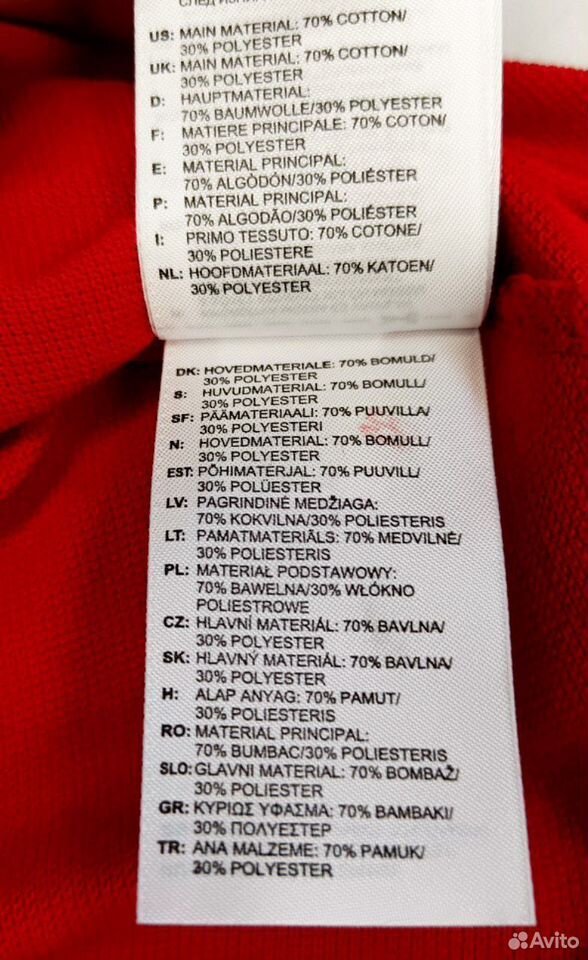 US: MAIN MATERIAL: 70% COTTON/
30% POLYESTER
UK: MAIN MATERIAL: 70% COTTON/
30% POLYESTER
D: HAUPTMATERIAL:
70% BAUMWOLLE/30% POLYESTER
F: MATIERE PRINCIPALE: 70% COTON/
30% POLYESTER
E: MATERIAL PRINCIPAL:
70% ALGODÓN/30% POLIÉSTER
P: MATERIAL PRINCIPAL:
70% ALGODÃO/30% POLIÉSTER
I: PRIMO TESSUTO: 70% COTONE/
30% POLIESTERE
NL: HOOFDMATERIAAL: 70% KATOEN/
30% POLYESTER
DK: HOVEDMATERIALE: 70% BOMULD/
30% POLYESTER
S: HUVUDMATERIAL: 70% BOMULL/
30% POLYESTER
SF: PÄÄMATERIAALI: 70% PUUVILLA/
30% POLYESTERI
N: HOVEDMATERIAL: 70% BOMULL/
30% POLYESTER
EST: PÕHIMATERJAL: 70% PUUVILL/
30% POLÜESTER
LV: PAGRINDINĖ MEDŽIAGA:
70% KOKVILNA/30% POLIESTERIS
LT: PAMATMATERIĀLS: 70% MEDVILNĖ/
30% POLIESTERIS
PL: MATERIAŁ PODSTAWOWY:
70% BAWEŁNA/30% WŁÓKNO
POLIESTROWE
CZ: HLAVNÍ MATERIÁL: 70% BAVLNA/
30% POLYESTER
SK: HLAVNÝ MATERIÁL: 70% BAVLNA/
30% POLYESTER
H: ALAP ANYAG: 70% PAMUT/
30% POLIESTERIS
RO: MATERIAL PRINCIPAL:
70% BUMBAC/30% POLIESTERIS
SLO: GLAVNI MATERIAL: 70% BOMBAŽ/
30% POLIESTER
GR: ΚΥΡΙΩΣ ΥΦΑΣΜΑ: 70% ΒΑΜΒΑΚΙ/
30% ΠΟΛΥΕΣΤΕΡ
TR: ANA MALZEME: 70% PAMUK/
30% POLYESTER
Avito